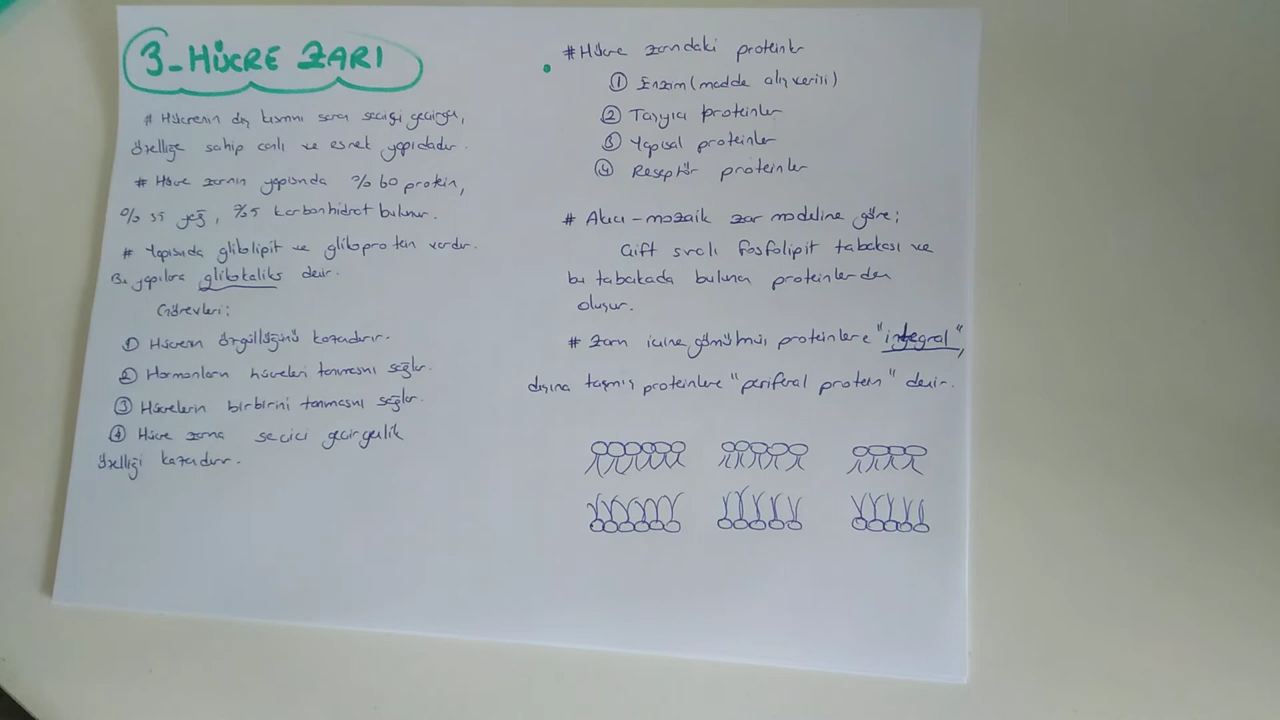 3-HÜCRE ZARI
# Hücrenin dış kısmını saran seçiçi geçirgen,
özelliğe sahip canlı ve esnek yapıdadır.
# Hücre zarının yapısında % 60 protein,
% 35 yağ, %5 karbonhidrat bulunur.
# Yapısında glikolipit ve glikoprotein vardır.
Bu yapılara glikokaliks denir.
Görevleri;
① Hücrenin özgüllüğünü kazandırır.
② Hormonların hücreleri tanımasını sağlar.
③ Hücrelerin birbirini tanımasını sağlar.
④ Hücre zarına seçici geçirgenlik
özelliği kazandırır.
# Hücre zarındaki proteinler
① Enzim (madde alış verisi)
② Taşıyıcı proteinler
③ Yapısal proteinler
④ Reseptör proteinler
# Akıcı-mozaik zar modeline göre;
Çift sıralı fosfolipit tabakası ve
bu tabakada bulunan proteinlerden
oluşur.
# Zarın içine gömülmüş proteinlere "integral",
dışına taşmış proteinlere "periferal protein" denir.